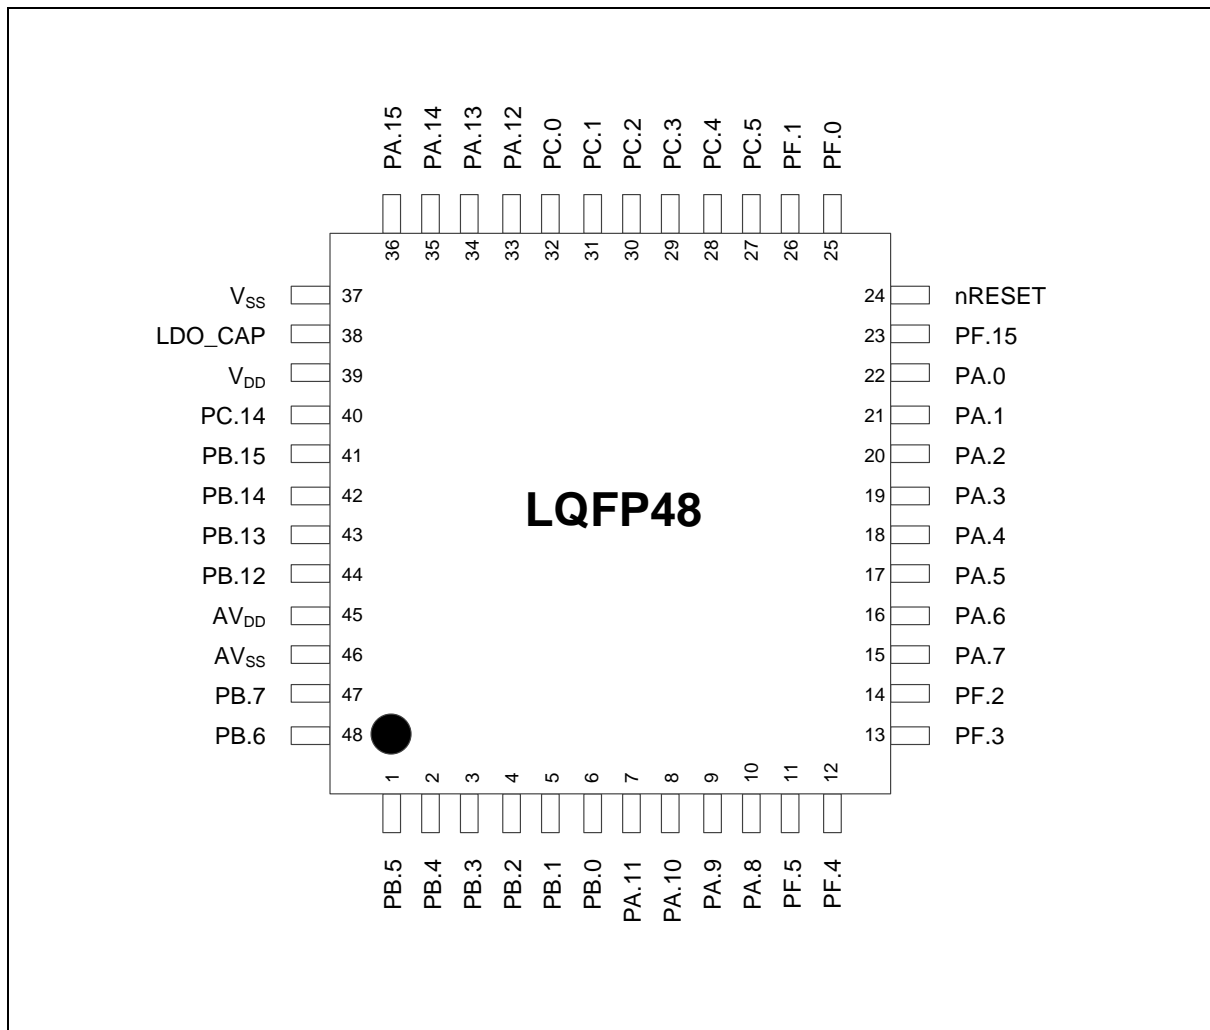 PA.15 PA.14 PA.13 PA.12 PC.0 PC.1 PC.2 PC.3 PC.4 PC.5 PF.1 PF.0
36 35 34 33 32 31 30 29 28 27 26 25
VSS 37 24 nRESET
LDO_CAP 38 23 PF.15
VDD 39 22 PA.0
PC.14 40 21 PA.1
PB.15 41 20 PA.2
PB.14 42 19 PA.3
LQFP48
PB.13 43 18 PA.4
PB.12 44 17 PA.5
AVDD 45 16 PA.6
AVSS 46 15 PA.7
PB.7 47 14 PF.2
PB.6 48 13 PF.3
1 2 3 4 5 6 7 8 9 10 11 12
PB.5 PB.4 PB.3 PB.2 PB.1 PB.0 PA.11 PA.10 PA.9 PA.8 PF.5 PF.4